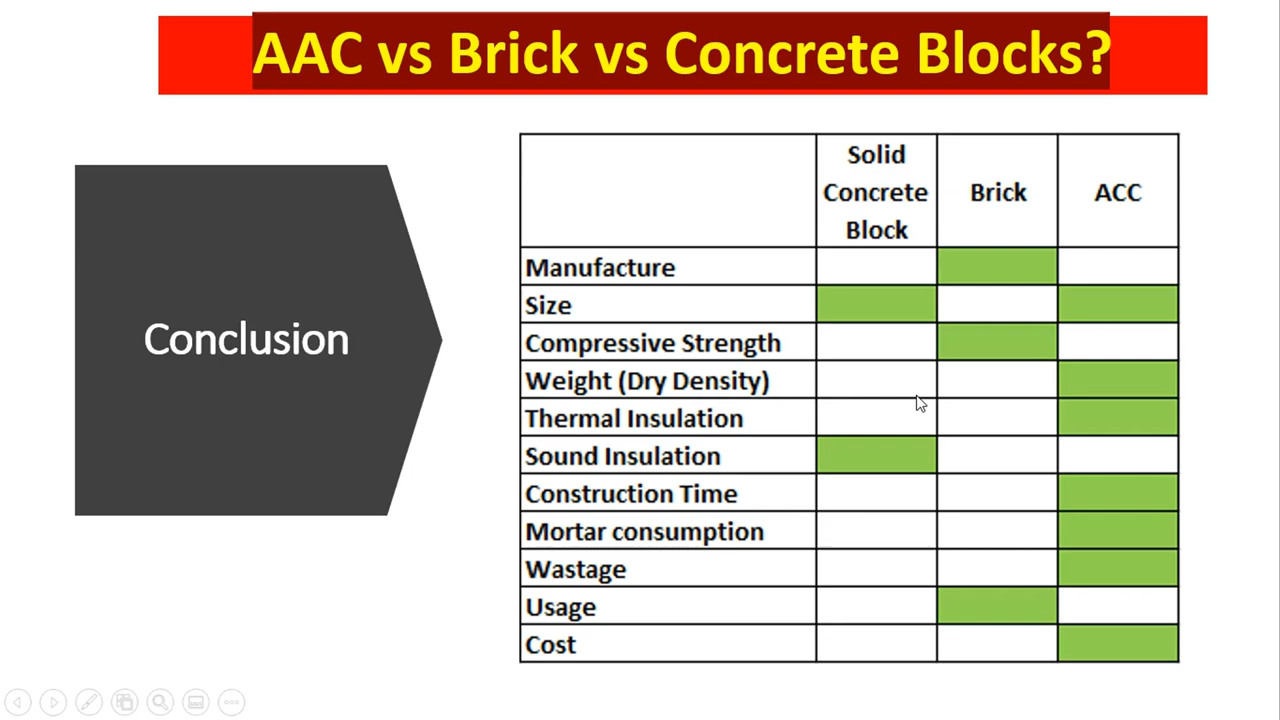 AAC vs Brick vs Concrete Blocks?
Conclusion
Solid
Concrete
Block
Brick
ACC
Manufacture
Size
Compressive Strength
Weight (Dry Density)
Thermal Insulation
Sound Insulation
Construction Time
Mortar consumption
Wastage
Usage
Cost